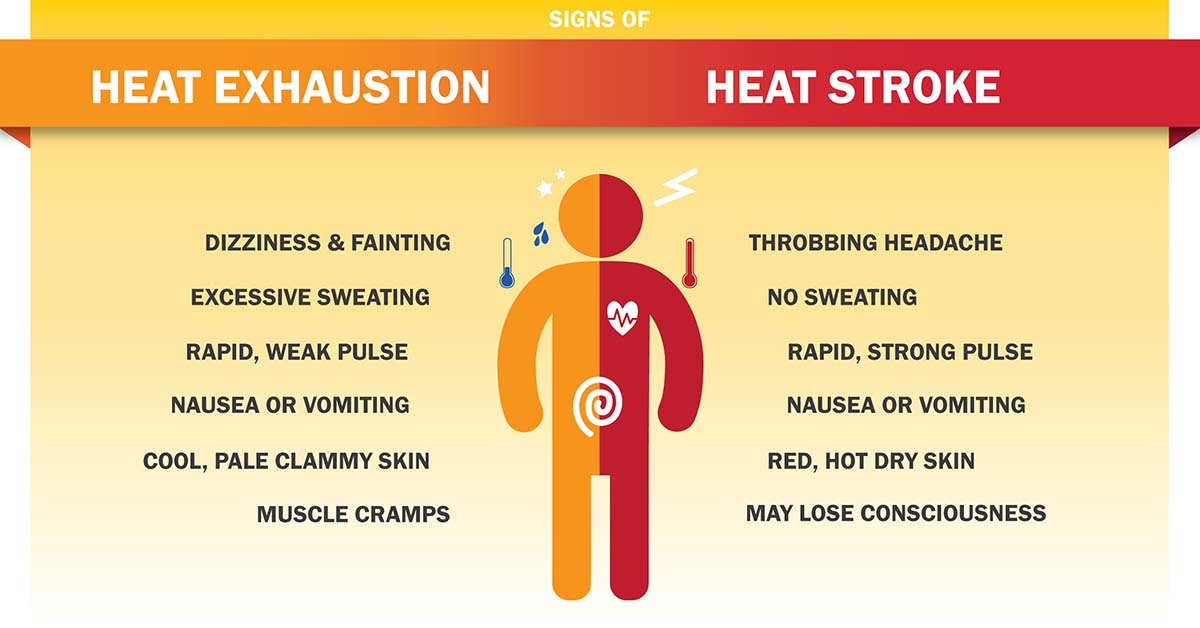 SIGNS OF
HEAT EXHAUSTION
HEAT STROKE
DIZZINESS & FAINTING
EXCESSIVE SWEATING
RAPID, WEAK PULSE
NAUSEA OR VOMITING
COOL, PALE CLAMMY SKIN
MUSCLE CRAMPS
THROBBING HEADACHE
NO SWEATING
RAPID, STRONG PULSE
NAUSEA OR VOMITING
RED, HOT DRY SKIN
MAY LOSE CONSCIOUSNESS